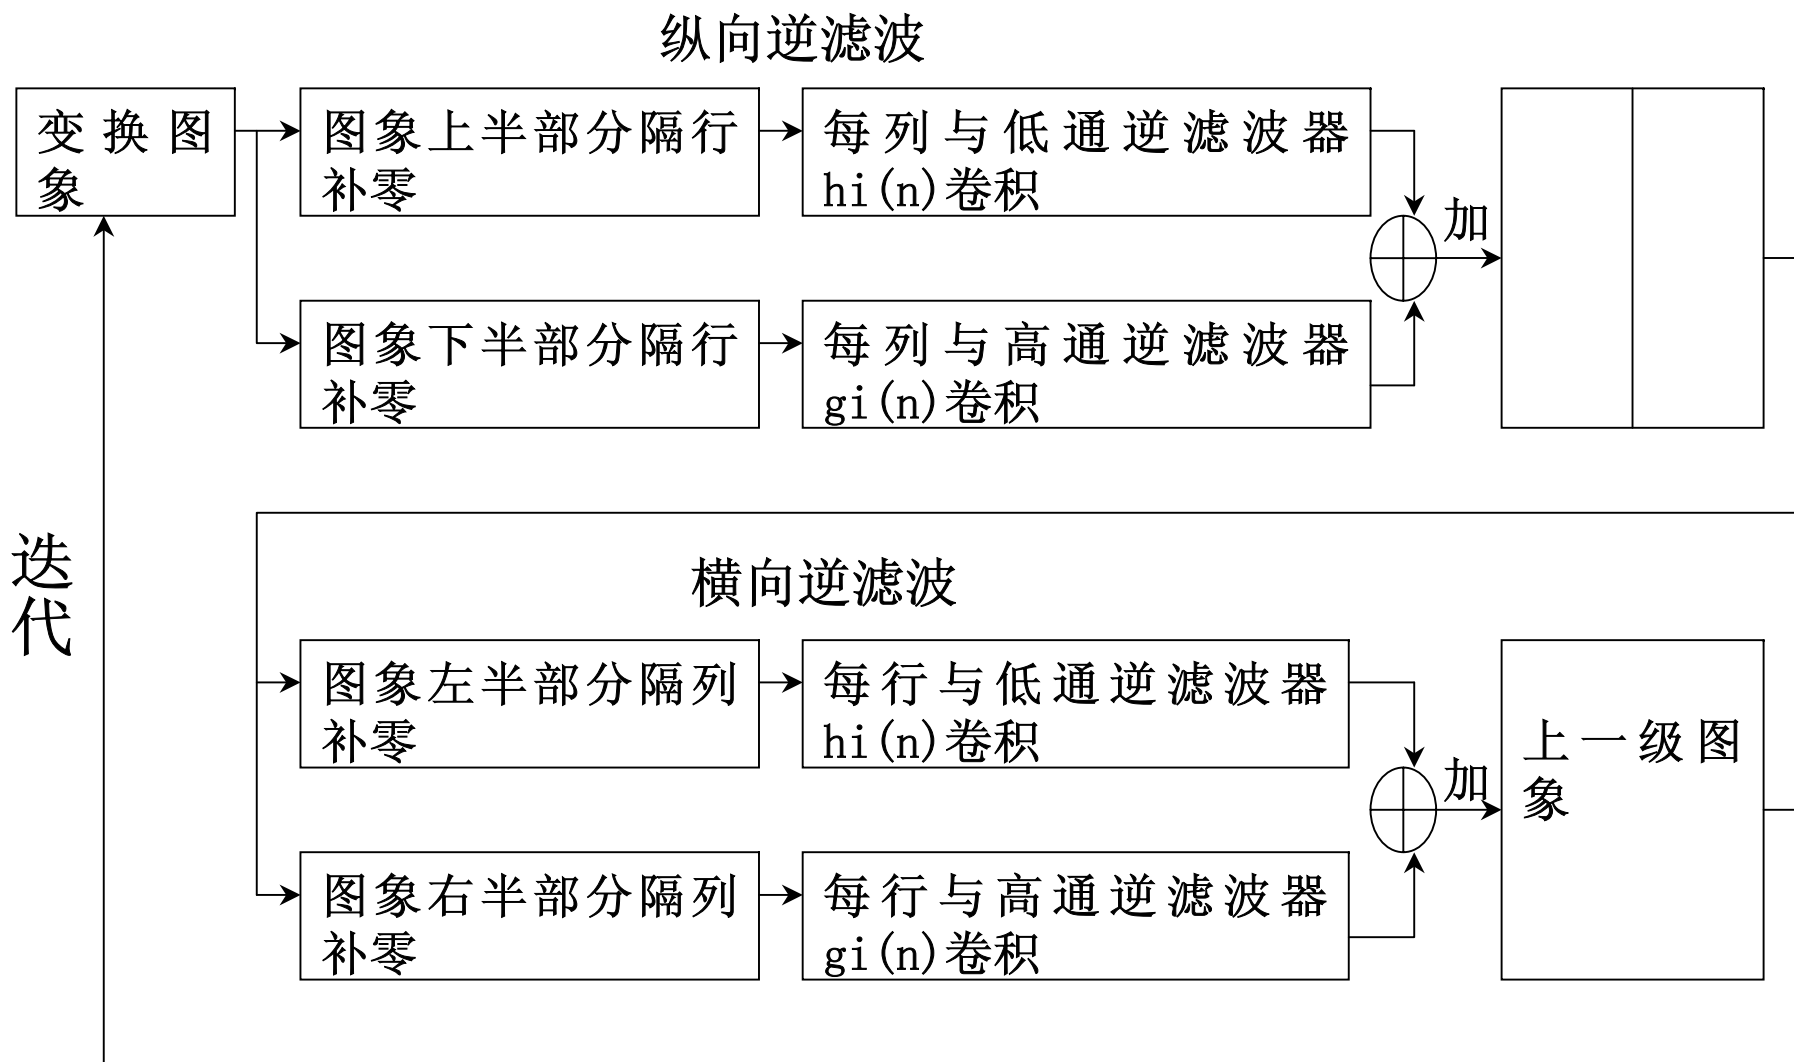 纵向逆滤波
变换图
象
图象上半部分隔行
补零
每列与低通逆滤波器
hi(n)卷积
加
图象下半部分隔行
补零
每列与高通逆滤波器
gi(n)卷积
迭
代
横向逆滤波
图象左半部分隔列
补零
每行与低通逆滤波器
hi(n)卷积
加
上一级图
象
图象右半部分隔列
补零
每行与高通逆滤波器
gi(n)卷积